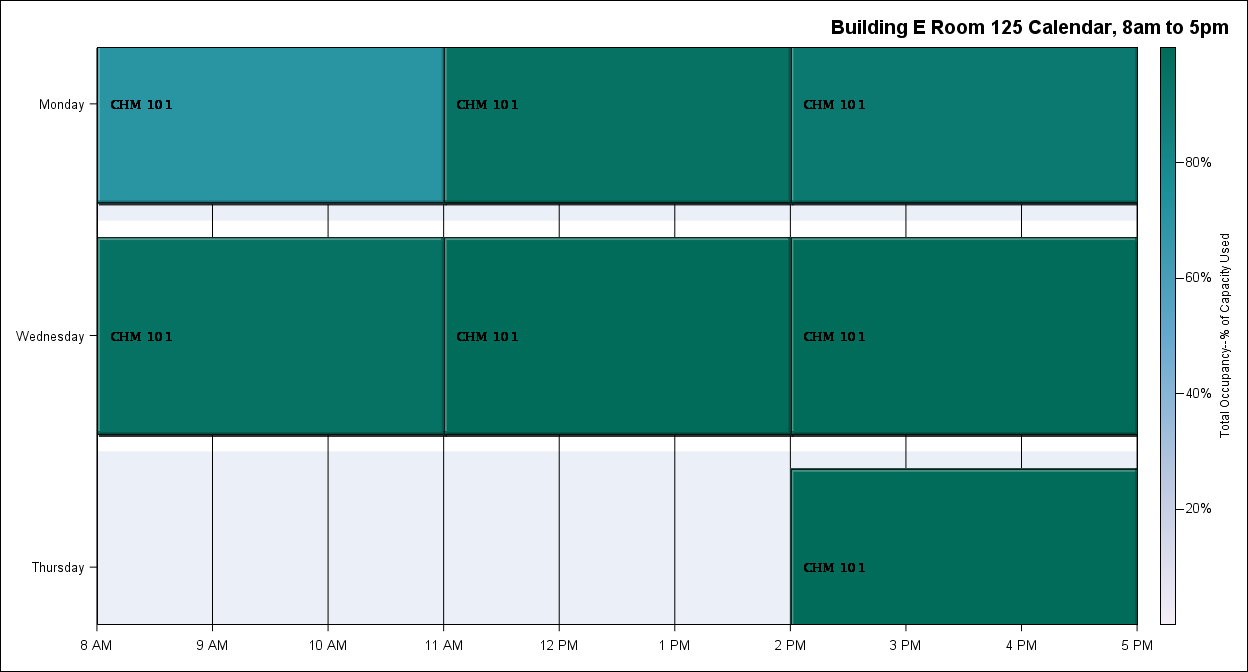 Building E Room 125 Calendar, 8am to 5pm
Monday
CHM 101
CHM 101
CHM 101
Wednesday
CHM 101
CHM 101
CHM 101
Thursday
CHM 101
8 AM
9 AM
10 AM
11 AM
12 PM
1 PM
2 PM
3 PM
4 PM
5 PM
80%
60%
40%
20%
Total Occupancy--% of Capacity Used